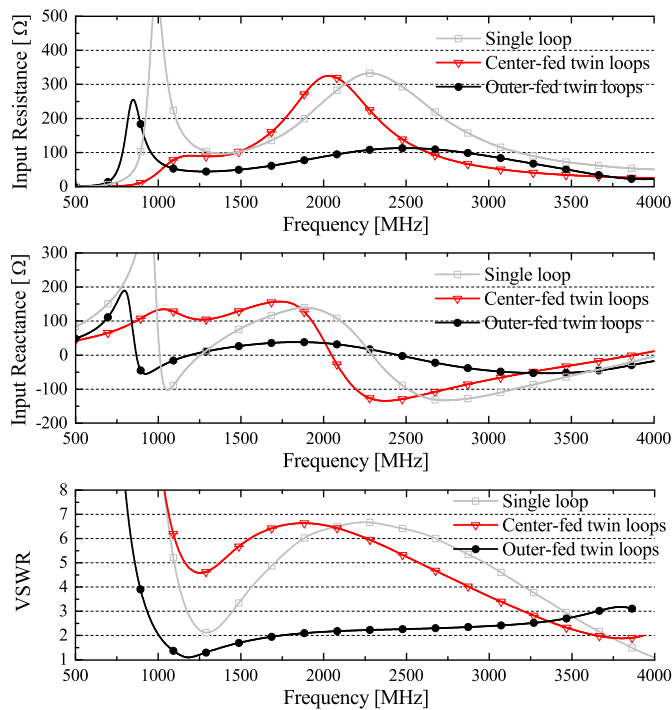 Input Resistance [ Ω]
500
400
300
200
100
0
Single loop
Center-fed twin loops
Outer-fed twin loops
500 1000 1500 2000 2500 3000 3500 4000
Frequency [MHz]
Input Reactance [ Ω]
300
200
100
0
-100
-200
Single loop
Center-fed twin loops
Outer-fed twin loops
500 1000 1500 2000 2500 3000 3500 4000
Frequency [MHz]
VSWR
8
7
6
5
4
3
2
1
Single loop
Center-fed twin loops
Outer-fed twin loops
500 1000 1500 2000 2500 3000 3500 4000
Frequency [MHz]